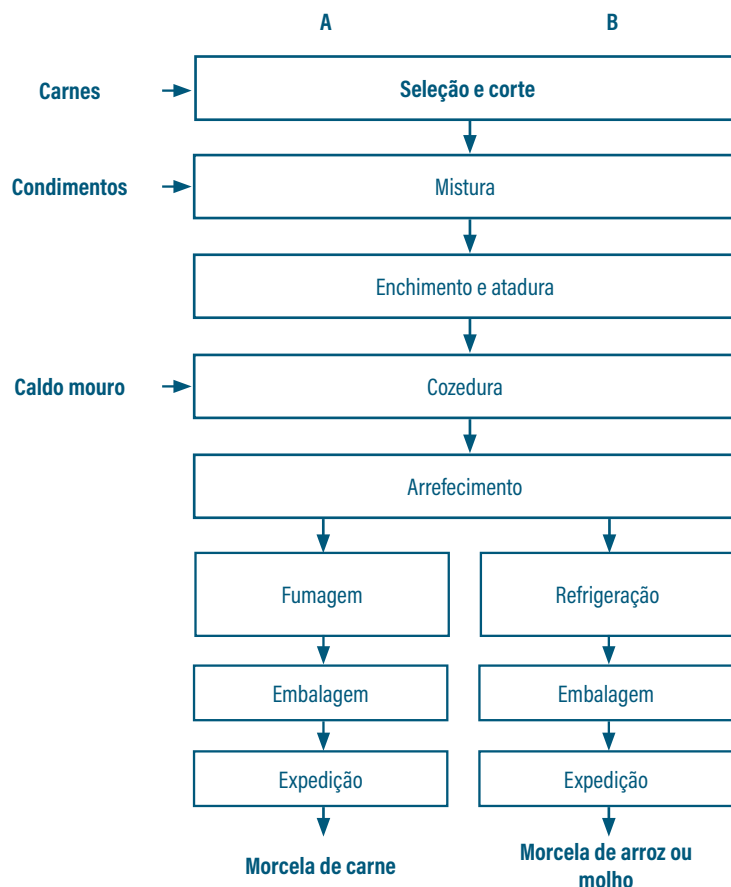 A
B
Carnes
Seleção e corte
Condimentos
Mistura
Enchimento e atadura
Caldo mouro
Cozedura
Arrefecimento
Fumagem
Refrigeração
Embalagem
Embalagem
Expedição
Expedição
Morcela de carne
Morcela de arroz ou
molho